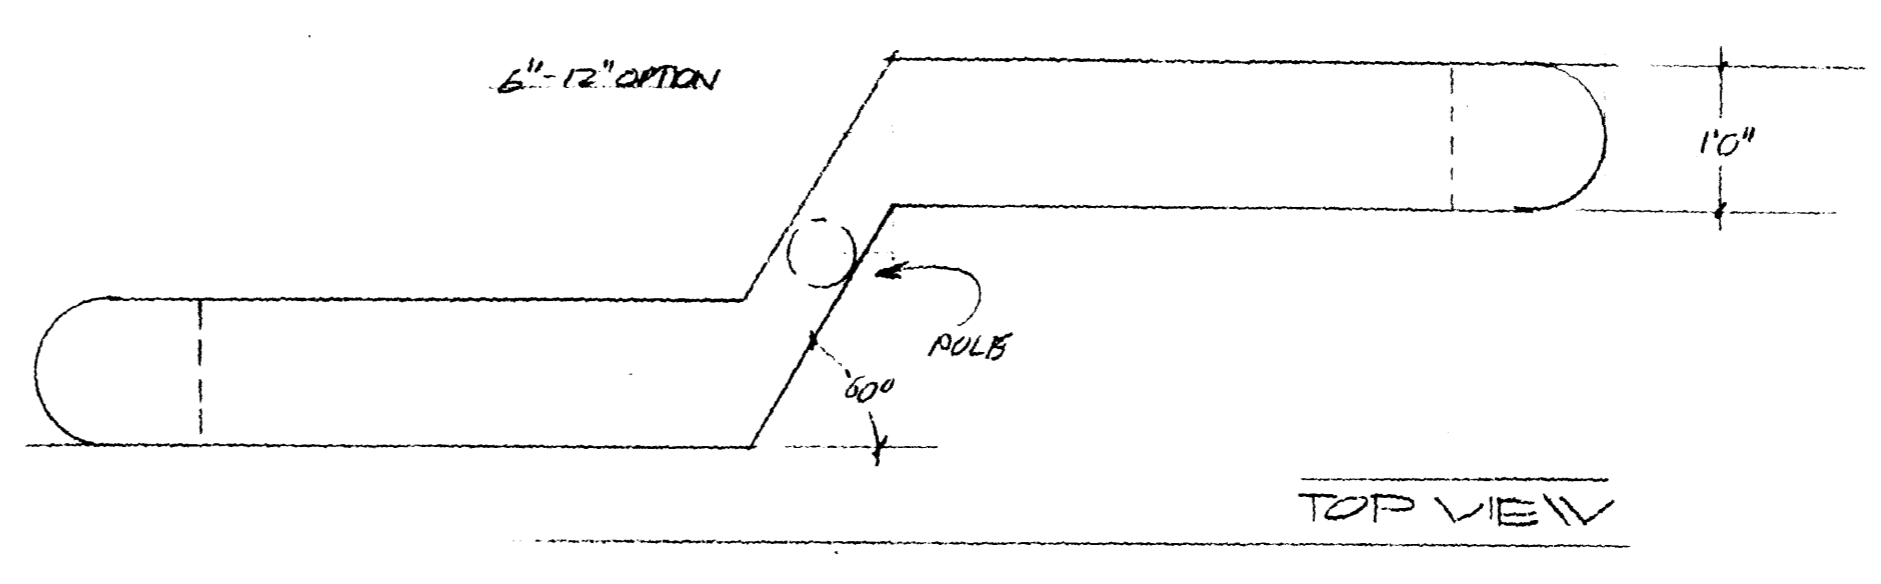 6"-12" OPTION
1'0"
POLE
60°
TOP VIEW